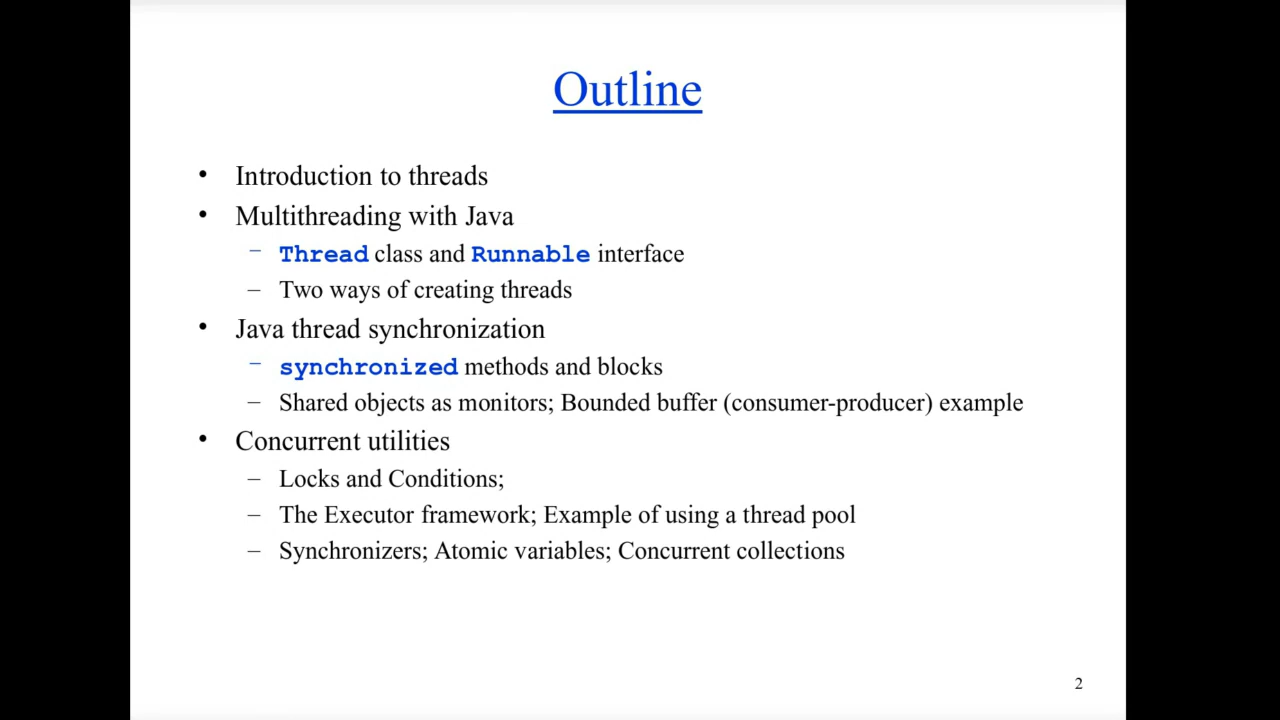 Outline
• Introduction to threads
• Multithreading with Java
– Thread class and Runnable interface
– Two ways of creating threads
• Java thread synchronization
– synchronized methods and blocks
– Shared objects as monitors; Bounded buffer (consumer-producer) example
• Concurrent utilities
– Locks and Conditions;
– The Executor framework; Example of using a thread pool
– Synchronizers; Atomic variables; Concurrent collections
2